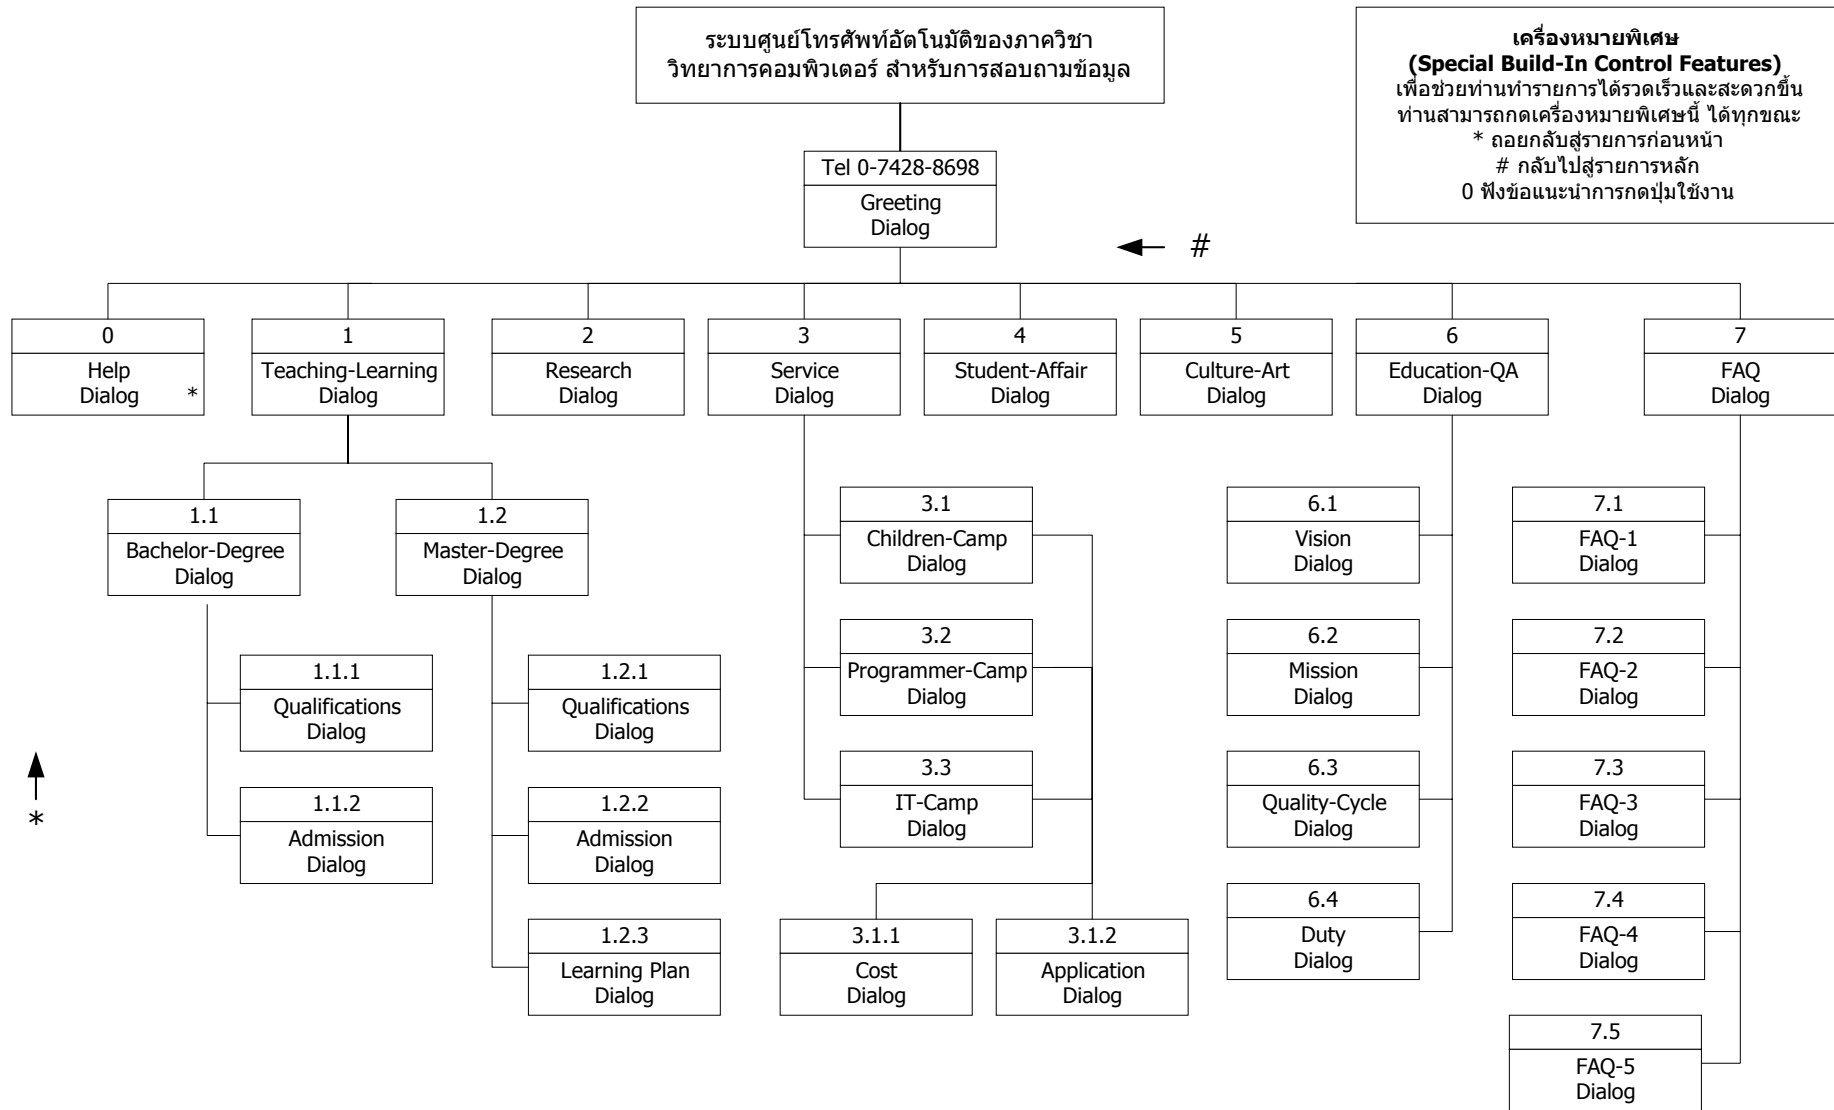 ระบบศูนย์โทรศัพท์อัตโนมัติของภาควิชา
วิทยาการคอมพิวเตอร์ สำหรับการสอบถามข้อมูล
เครื่องหมายพิเศษ
(Special Build-In Control Features)
เพื่อช่วยท่านทำรายการได้รวดเร็วและสะดวกขึ้น
ท่านสามารถกดเครื่องหมายพิเศษนี้ ได้ทุกขณะ
* ถอยกลับสู่รายการก่อนหน้า
# กลับไปสู่รายการหลัก
0 ฟังข้อแนะนำการกดปุ่มใช้งาน
Tel 0-7428-8698
Greeting
Dialog
#
0
Help
Dialog
*
1
Teaching-Learning
Dialog
2
Research
Dialog
3
Service
Dialog
4
Student-Affair
Dialog
5
Culture-Art
Dialog
6
Education-QA
Dialog
7
FAQ
Dialog
1.1
Bachelor-Degree
Dialog
1.2
Master-Degree
Dialog
1.1.1
Qualifications
Dialog
1.1.2
Admission
Dialog
1.2.1
Qualifications
Dialog
1.2.2
Admission
Dialog
1.2.3
Learning Plan
Dialog
3.1
Children-Camp
Dialog
3.2
Programmer-Camp
Dialog
3.3
IT-Camp
Dialog
3.1.1
Cost
Dialog
3.1.2
Application
Dialog
6.1
Vision
Dialog
6.2
Mission
Dialog
6.3
Quality-Cycle
Dialog
6.4
Duty
Dialog
7.1
FAQ-1
Dialog
7.2
FAQ-2
Dialog
7.3
FAQ-3
Dialog
7.4
FAQ-4
Dialog
7.5
FAQ-5
Dialog
*